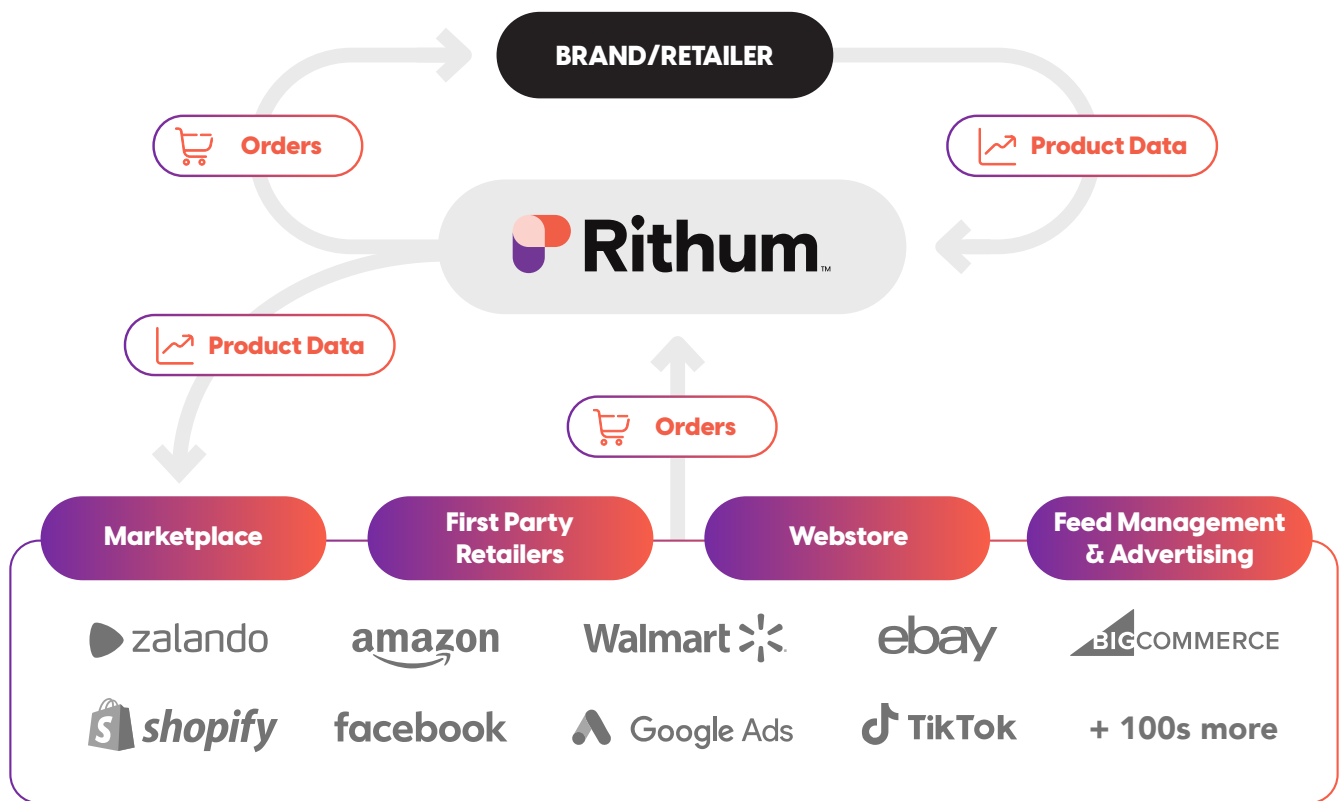 BRAND/RETAILER
Orders
Product Data
Rithum™
Product Data
Orders
Marketplace
First Party
Retailers
Webstore
Feed Management
& Advertising
zalando
amazon
Walmart
ebay
BIGCOMMERCE
shopify
facebook
Google Ads
TikTok
+ 100s more